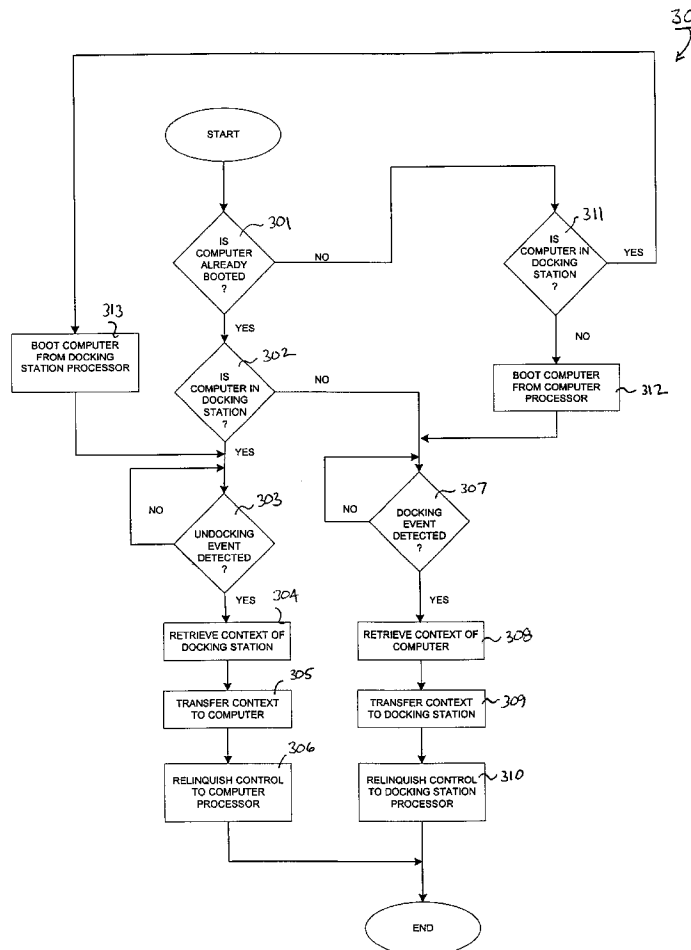 30
START
301
IS
COMPUTER
ALREADY
BOOTED
?
NO
311
IS
COMPUTER IN
DOCKING
STATION
?
YES
YES
NO
313
BOOT COMPUTER
FROM DOCKING
STATION PROCESSOR
302
IS
COMPUTER IN
DOCKING
STATION
?
NO
BOOT COMPUTER
FROM COMPUTER
PROCESSOR
312
YES
303
NO
UNDOCKING
EVENT
DETECTED
?
307
NO
DOCKING
EVENT
DETECTED
?
YES
YES
304
RETRIEVE CONTEXT OF
DOCKING STATION
RETRIEVE CONTEXT OF
COMPUTER
308
305
TRANSFER CONTEXT
TO COMPUTER
TRANSFER CONTEXT
TO DOCKING STATION
309
306
RELINQUISH CONTROL
TO COMPUTER
PROCESSOR
RELINQUISH CONTROL
TO DOCKING STATION
PROCESSOR
310
END